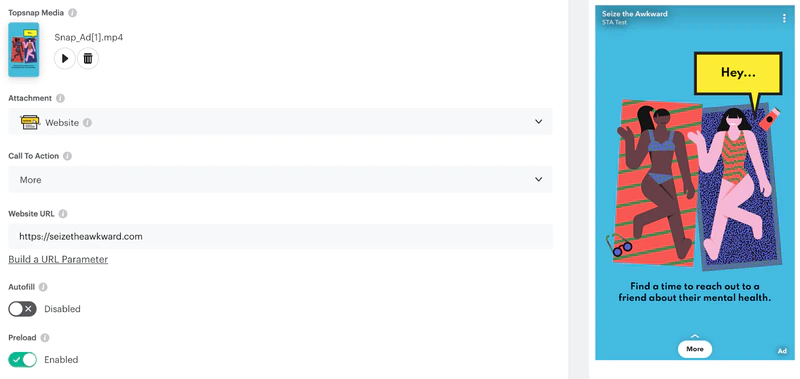 Topsnap Media
Snap_Ad[1].mp4
Attachment
Website
Call To Action
More
Website URL
https://seizetheawkward.com
Build a URL Parameter
Autofill
Disabled
Preload
Enabled
Seize the Awkward
STA Test
Hey...
Find a time to reach out to a
friend about their mental health.
More
Ad